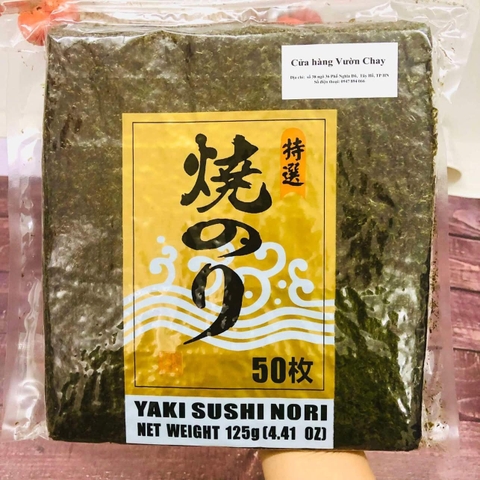 Cửa hàng Vườn Chay
特選
焼のり
50枚
YAKI SUSHI NORI
NET WEIGHT 125g (4.41 OZ)